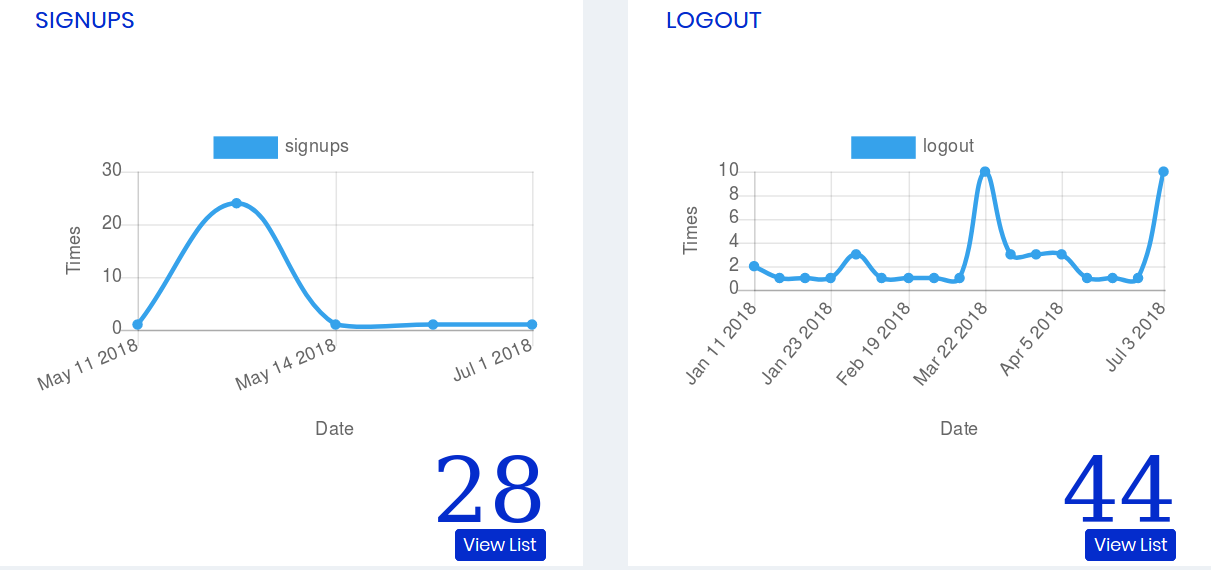 SIGNUPS
signups
30
20
10
0
Times
May 11 2018
May 14 2018
Jul 1 2018
Date
28
View List
LOGOUT
logout
10
8
6
4
2
0
Times
Jan 11 2018
Jan 23 2018
Feb 19 2018
Mar 22 2018
Apr 5 2018
Jul 3 2018
Date
44
View List